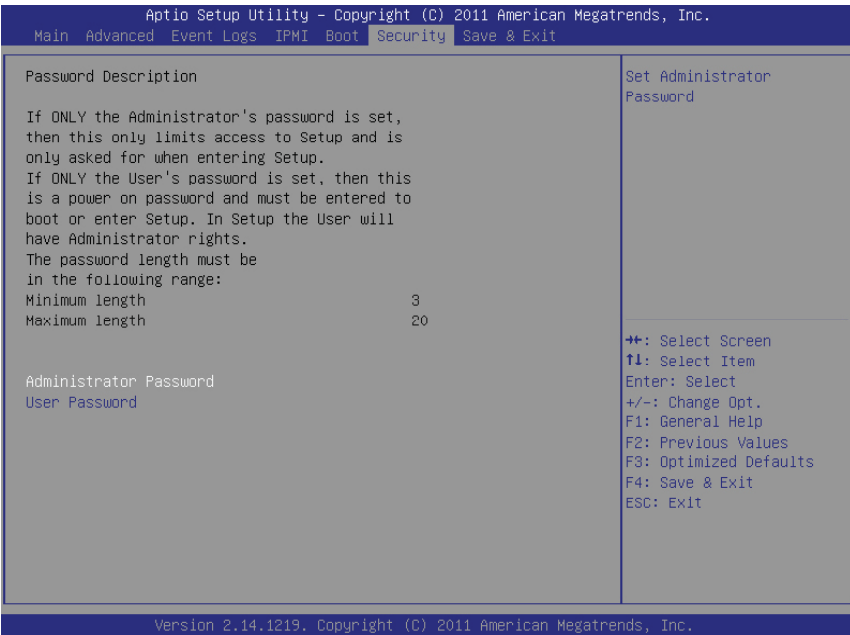 Aptio Setup Utility – Copyright (C) 2011 American Megatrends, Inc.
Main Advanced Event Logs IPMI Boot Security Save & Exit
Password Description
If ONLY the Administrator's password is set,
then this only limits access to Setup and is
only asked for when entering Setup.
If ONLY the User's password is set, then this
is a power on password and must be entered to
boot or enter Setup. In Setup the User will
have Administrator rights.
The password length must be
in the following range:
Minimum length 3
Maximum length 20
Administrator Password
User Password
Set Administrator
Password
→←: Select Screen
↑↓: Select Item
Enter: Select
+/-: Change Opt.
F1: General Help
F2: Previous Values
F3: Optimized Defaults
F4: Save & Exit
ESC: Exit
Version 2.14.1219. Copyright (C) 2011 American Megatrends, Inc.